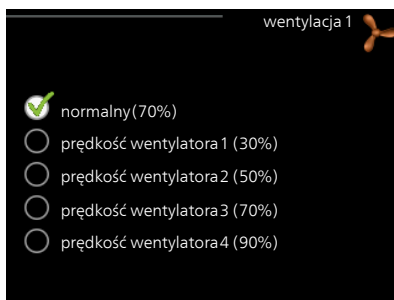 wentylacja 1
normalny (70%)
prędkość wentylatora 1 (30%)
prędkość wentylatora 2 (50%)
prędkość wentylatora 3 (70%)
prędkość wentylatora 4 (90%)